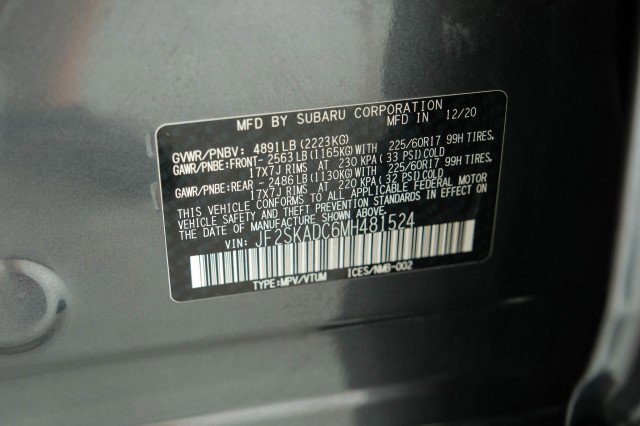 MFD BY SUBARU CORPORATION
MFD IN 12/20
GVWR/PNBV: 4891LB (2223KG)
GAWR/PNBE:FRONT- 2563LB(1165KG)WITH 225/60R17 99H TIRES,
17X7J RIMS AT 230 KPA (33 PSI)COLD
GAWR/PNBE:REAR - 2486LB(1130KG)WITH 225/60R17 99H TIRES,
17X7J RIMS AT 220 KPA (32 PSI)COLD
THIS VEHICLE CONFORMS TO ALL APPLICABLE FEDERAL MOTOR
VEHICLE SAFETY AND THEFT PREVENTION STANDARDS IN EFFECT ON
THE DATE OF MANUFACTURE SHOWN ABOVE.
VIN: JF2SKADC6MH481524
TYPE:MPV/VTUM ICES/NMB-002